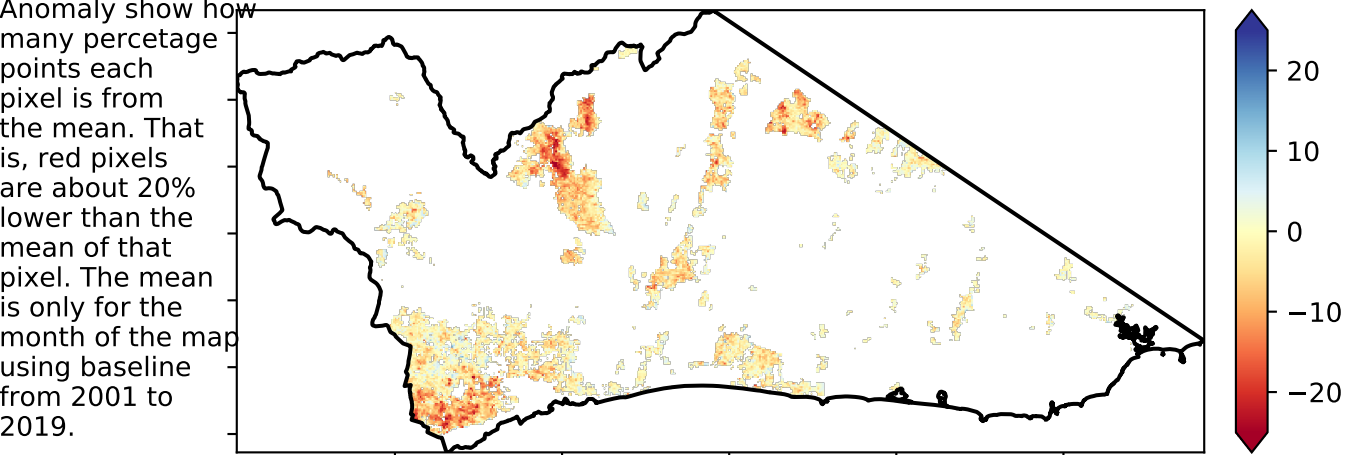 Anomaly show how
many percetage
points each
pixel is from
the mean. That
is, red pixels
are about 20%
lower than the
mean of that
pixel. The mean
is only for the
month of the map
using baseline
from 2001 to
2019.
20
10
0
−10
−20